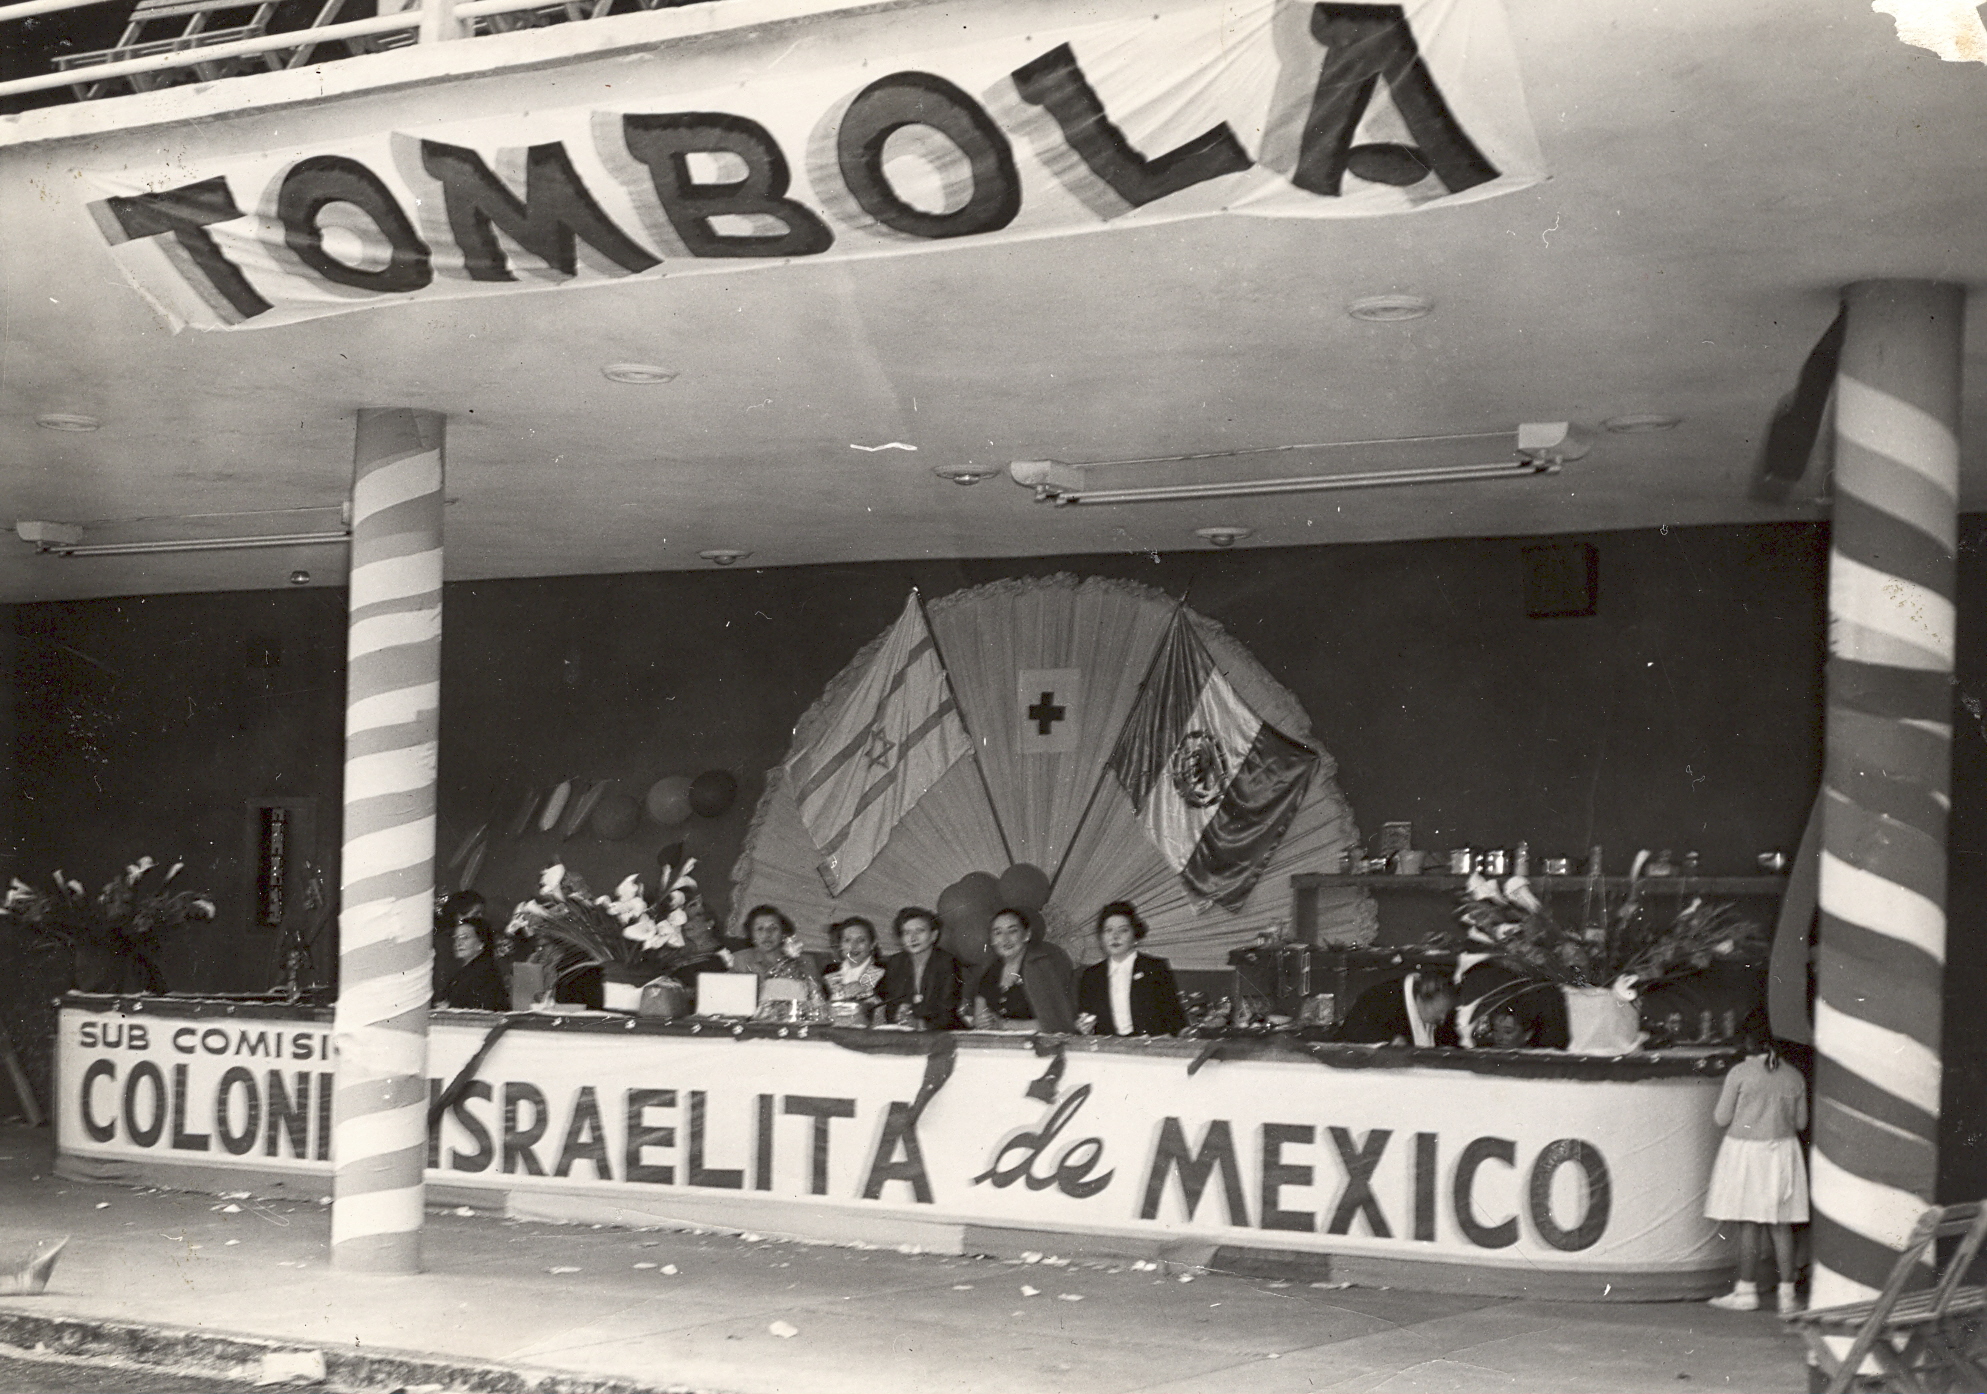 TOMBOLA
SUB COMISI
COLONI ISRAELITA de MEXICO